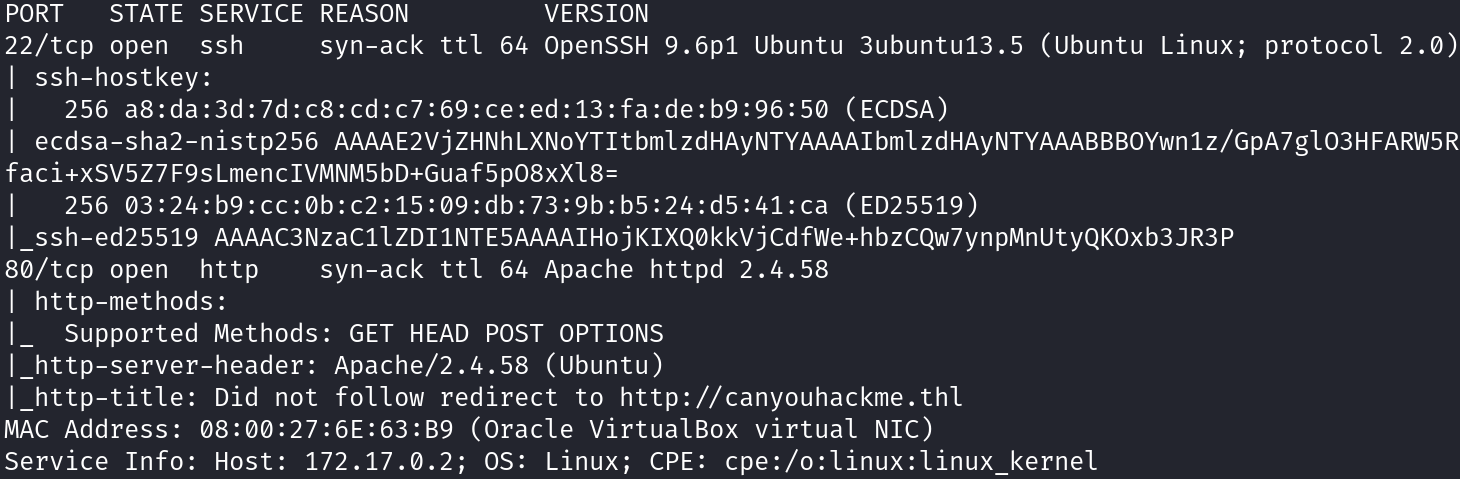 PORT   STATE SERVICE REASON         VERSION
22/tcp open  ssh     syn-ack ttl 64 OpenSSH 9.6p1 Ubuntu 3ubuntu13.5 (Ubuntu Linux; protocol 2.0)
| ssh-hostkey:
|   256 a8:da:3d:7d:c8:cd:c7:69:ce:ed:13:fa:de:b9:96:50 (ECDSA)
| ecdsa-sha2-nistp256 AAAAE2VjZHNhLXNoYTItbmlzdHAyNTYAAAAIbmlzdHAyNTYAAABBBOYwn1z/GpA7glO3HFARW5R
faci+xSV5Z7F9sLmencIVMNM5bD+Guaf5pO8xXl8=
|   256 03:24:b9:cc:0b:c2:15:09:db:73:9b:b5:24:d5:41:ca (ED25519)
|_ssh-ed25519 AAAAC3NzaC1lZDI1NTE5AAAAIHojKIXQ0kkVjCdfWe+hbzCQw7ynpMnUtyQKOxb3JR3P
80/tcp open  http    syn-ack ttl 64 Apache httpd 2.4.58
| http-methods:
|_  Supported Methods: GET HEAD POST OPTIONS
|_http-server-header: Apache/2.4.58 (Ubuntu)
|_http-title: Did not follow redirect to http://canyouhackme.thl
MAC Address: 08:00:27:6E:63:B9 (Oracle VirtualBox virtual NIC)
Service Info: Host: 172.17.0.2; OS: Linux; CPE: cpe:/o:linux:linux_kernel